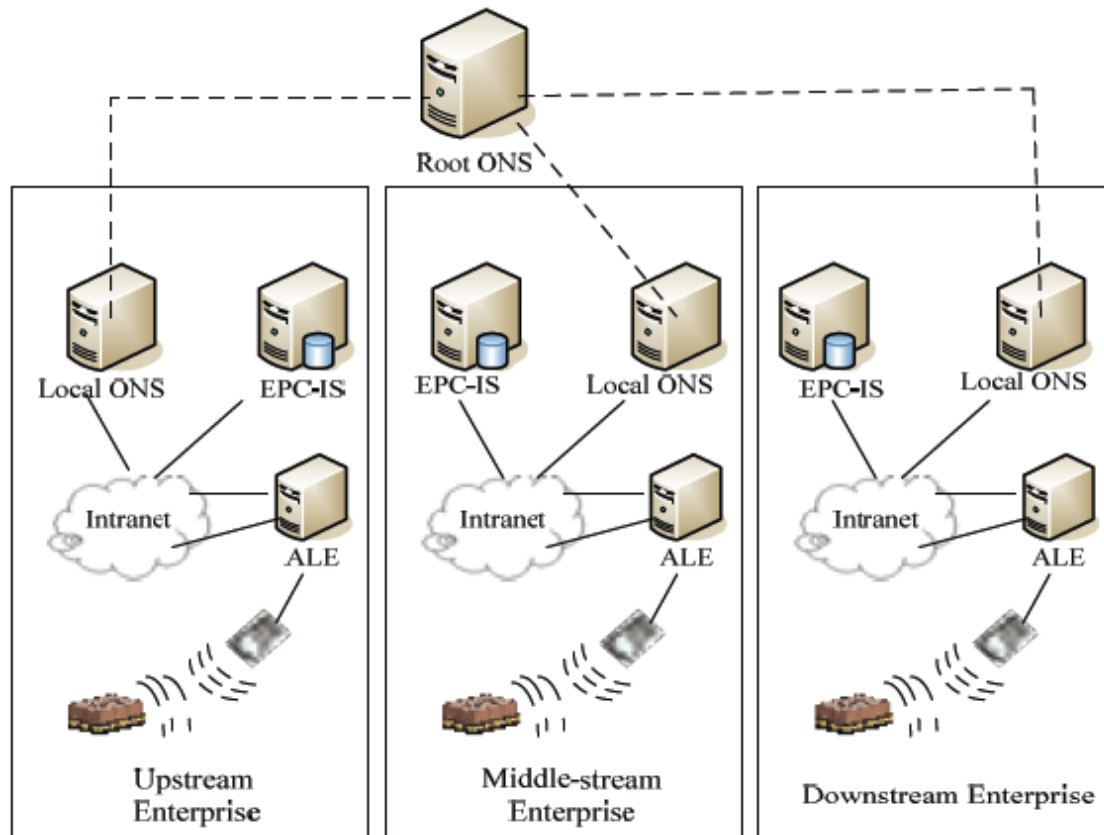 Root ONS
Local ONS
EPC-IS
EPC-IS
Local ONS
EPC-IS
Local ONS
Intranet
Intranet
Intranet
ALE
ALE
ALE
Upstream
Enterprise
Middle-stream
Enterprise
Downstream Enterprise